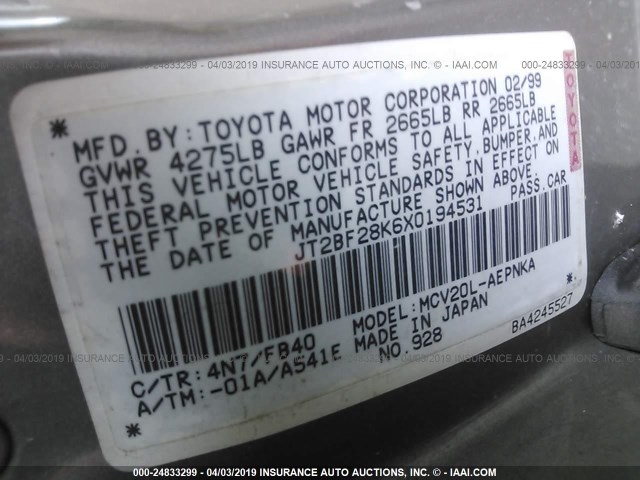 000-24833299 - 04/03/2019 INSURANCE AUTO AUCTIONS, INC. © - IAAI.COM
000-24833299 - 04/03/2019
MFD. BY: TOYOTA MOTOR CORPORATION 02/99
GVWR 4275LB GAWR FR 2665LB RR 2665LB
THIS VEHICLE CONFORMS TO ALL APPLICABLE
FEDERAL MOTOR VEHICLE SAFETY, BUMPER, AND
THEFT PREVENTION STANDARDS IN EFFECT ON
THE DATE OF MANUFACTURE SHOWN ABOVE.
JT2BF28K6X0194531 PASS. CAR
TOYOTA
MODEL: MCV20L-AEPNKA
C/TR: 4N7/FB40 MADE IN JAPAN
A/TM: -01A/A541E NO. 928 BA4245527
000-24833299 - 04/03/2019 INSURANCE AUTO AUCTIONS, INC. © - IAAI.COM